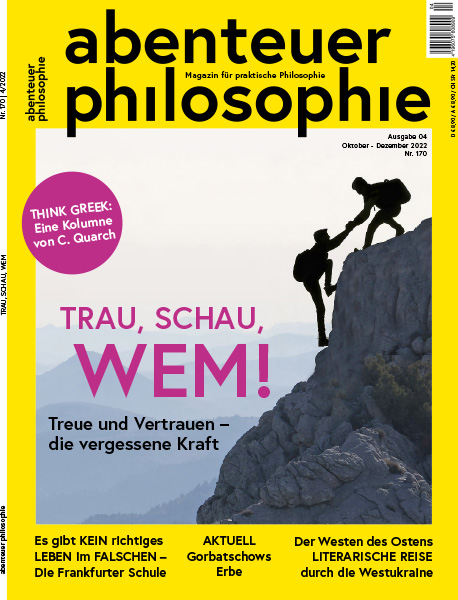 abenteuer
Magazin für praktische Philosophie
philosophie
Ausgabe 04
Oktober - Dezember 2022
Nr. 170
THINK GREEK:
Eine Kolumne
von C. Quarch
TRAU, SCHAU,
WEM!
Treue und Vertrauen –
die vergessene Kraft
Es gibt KEIN richtiges
LEBEN im FALSCHEN –
Die Frankfurter Schule
AKTUELL
Gorbatschows
Erbe
Der Westen des Ostens
LITERARISCHE REISE
durch die Westukraine
Nr. 170 | 4/2022
abenteuer
philosophie
TRAU, SCHAU, WEM
abenteuer philosophie
04